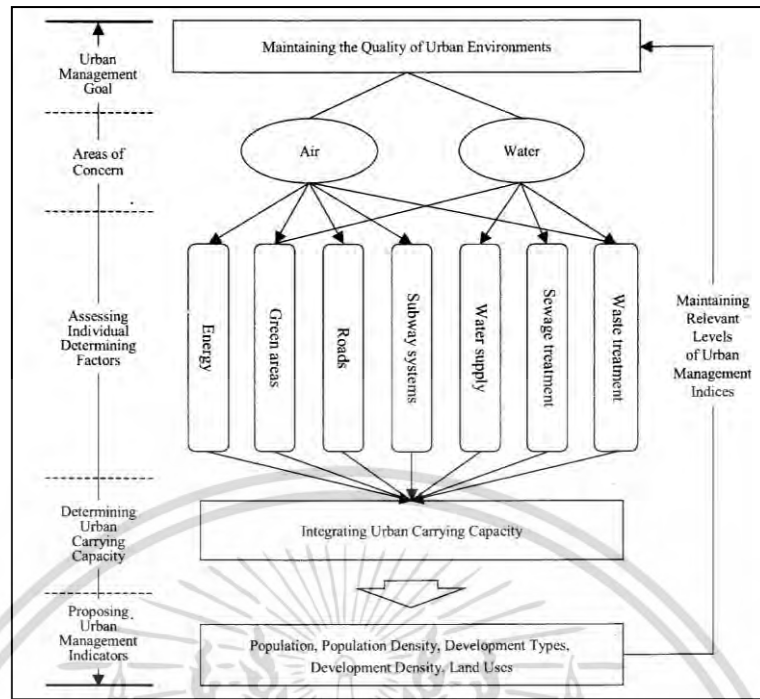 Urban
Management
Goal
Maintaining the Quality of Urban Environments
Areas of
Concern
Air
Water
Assessing
Individual
Determining
Factors
Energy
Green areas
Roads
Subway systems
Water supply
Sewage treatment
Waste treatment
Maintaining
Relevant
Levels
of Urban
Management
Indices
Determining
Urban
Carrying
Capacity
Integrating Urban Carrying Capacity
Proposing
Urban
Management
Indicators
Population, Population Density, Development Types,
Development Density, Land Uses